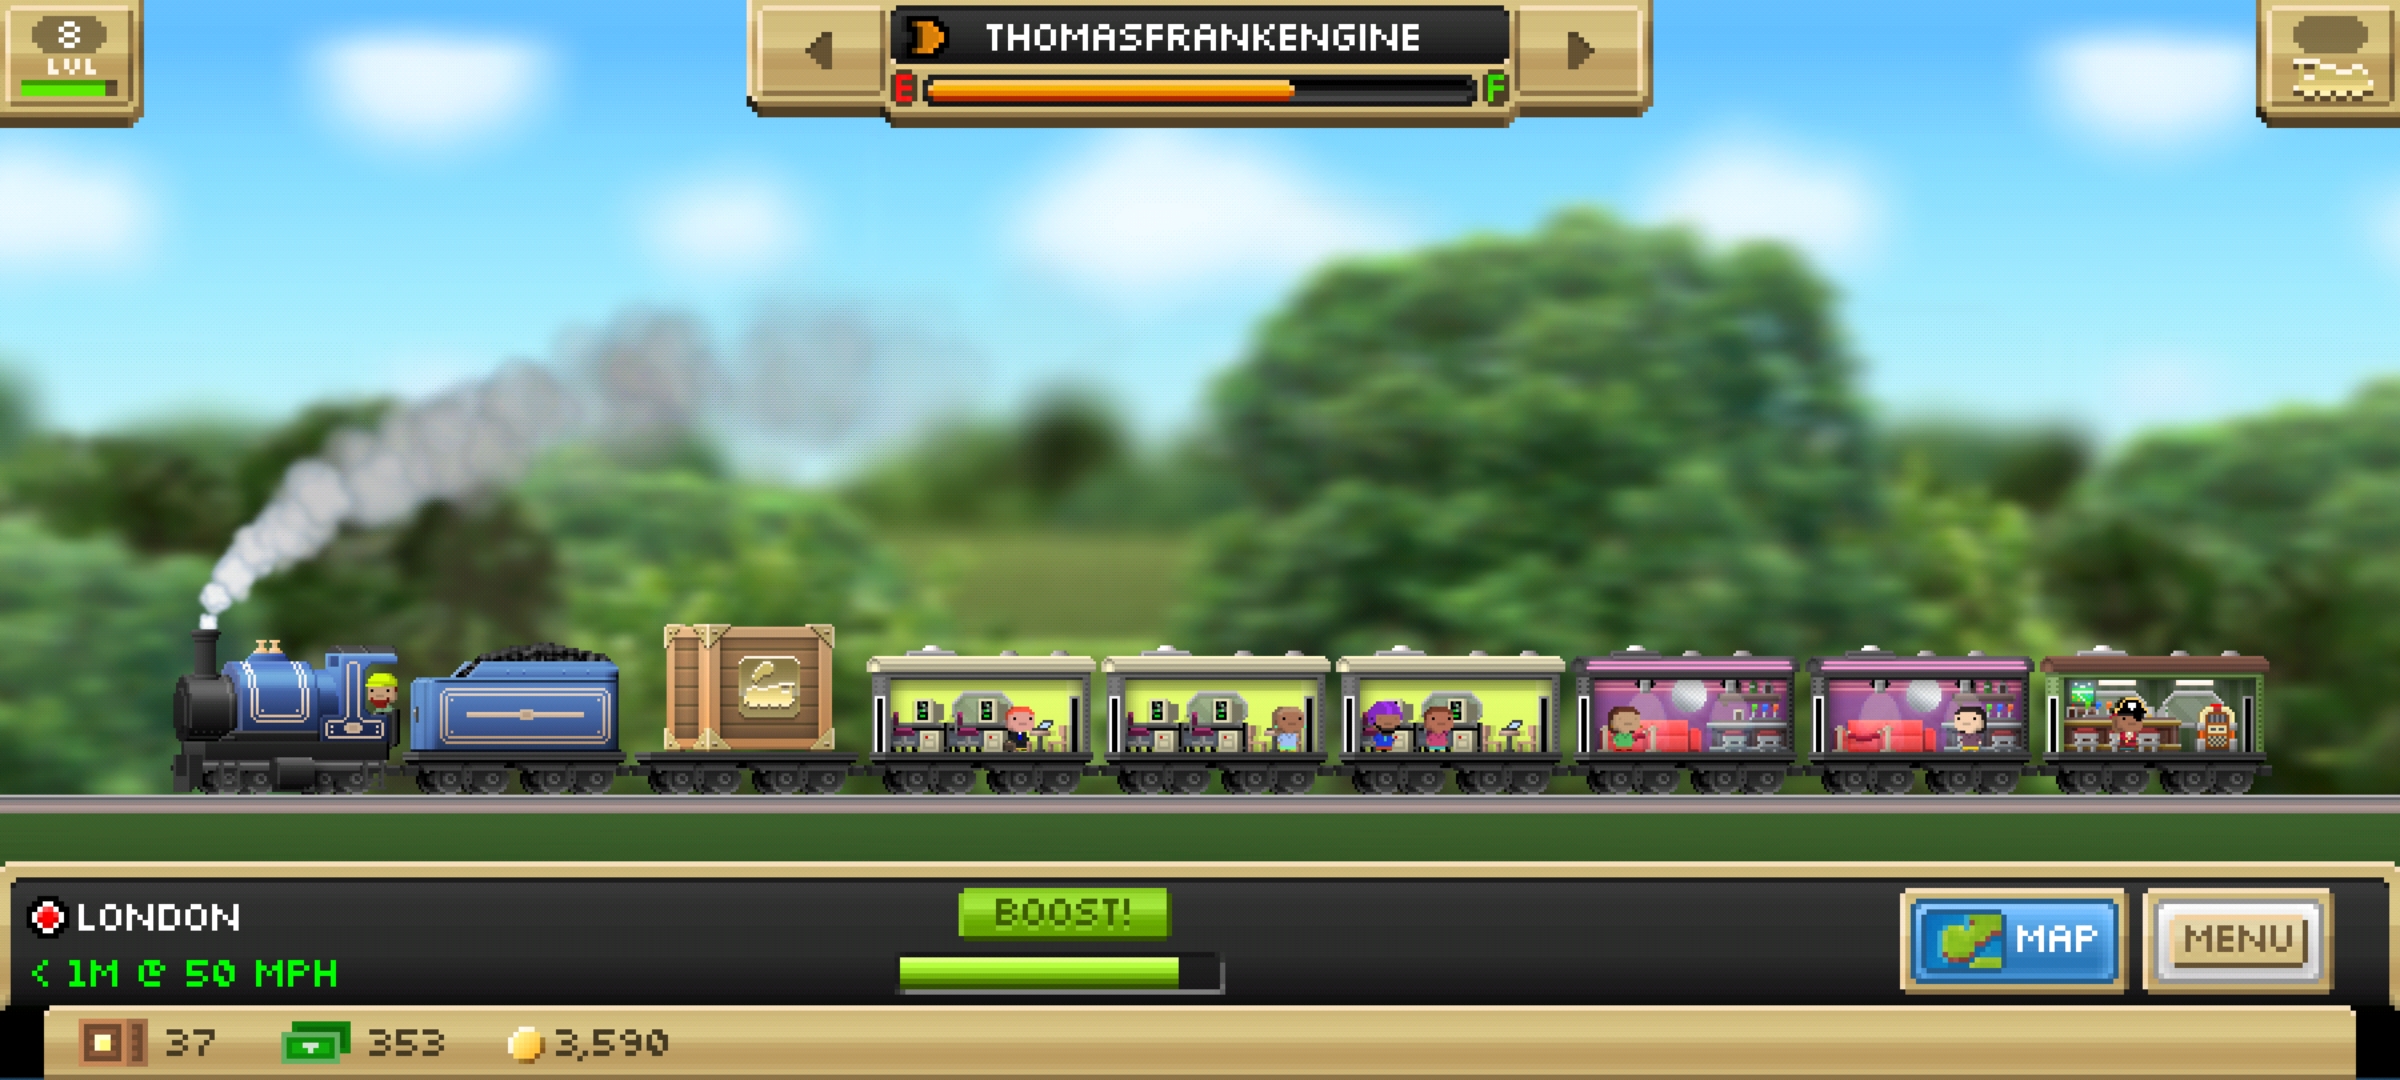 8
LVL
THOMASFRANKENGINE
E F
LONDON
< 1M @ 50 MPH
BOOST!
MAP
MENU
37 353 3,590